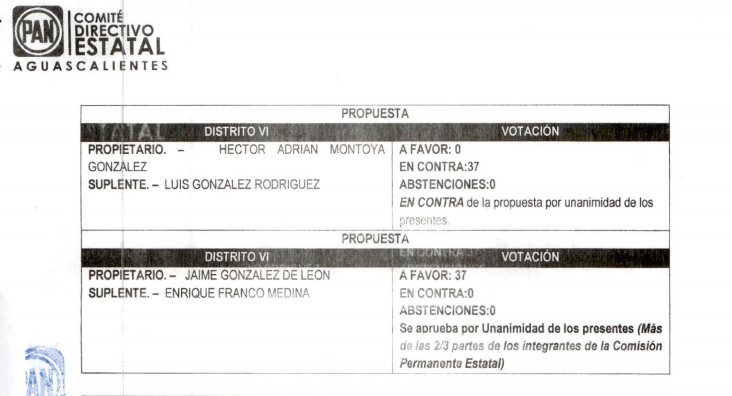 PAN
COMITÉ
DIRECTIVO
ESTATAL
AGUASCALIENTES
PROPUESTA
DISTRITO VI
VOTACIÓN
PROPIETARIO. – HECTOR ADRIAN MONTOYA
GONZALEZ
SUPLENTE. – LUIS GONZALEZ RODRIGUEZ
A FAVOR: 0
EN CONTRA:37
ABSTENCIONES:0
EN CONTRA de la propuesta por unanimidad de los
presentes.
PROPUESTA
DISTRITO VI
VOTACIÓN
PROPIETARIO. – JAIME GONZALEZ DE LEON
SUPLENTE. – ENRIQUE FRANCO MEDINA
A FAVOR: 37
EN CONTRA:0
ABSTENCIONES:0
Se aprueba por Unanimidad de los presentes (Más
de las 2/3 partes de los integrantes de la Comisión
Permanente Estatal)